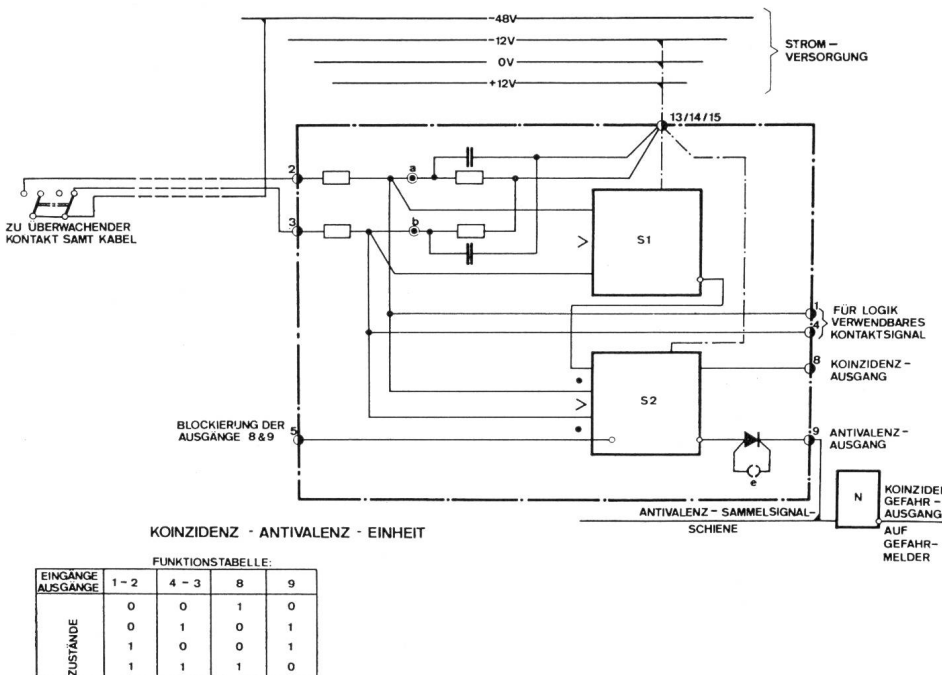 -48V
-12V
0V
+12V
STROM-
VERSORGUNG
13/14/15
2
a
3
b
ZU ÜBERWACHENDER
KONTAKT SAMT KABEL
S1
1
4
FÜR LOGIK
VERWENDBARES
KONTAKTSIGNAL
8
KOINZIDENZ-
AUSGANG
S2
BLOCKIERUNG DER
AUSGÄNGE 8&9
5
9
ANTIVALENZ-
AUSGANG
e
N
KOINZIDEN
GEFAHR-
AUSGANG
AUF
GEFAHR-
MELDER
ANTIVALENZ-SAMMELSIGNAL-
SCHIENE
KOINZIDENZ - ANTIVALENZ - EINHEIT
FUNKTIONSTABELLE:
EINGÄNGE
AUSGÄNGE 1-2 4-3 8 9
ZUSTÄNDE
0 0 1 0
0 1 0 1
1 0 0 1
1 1 1 0